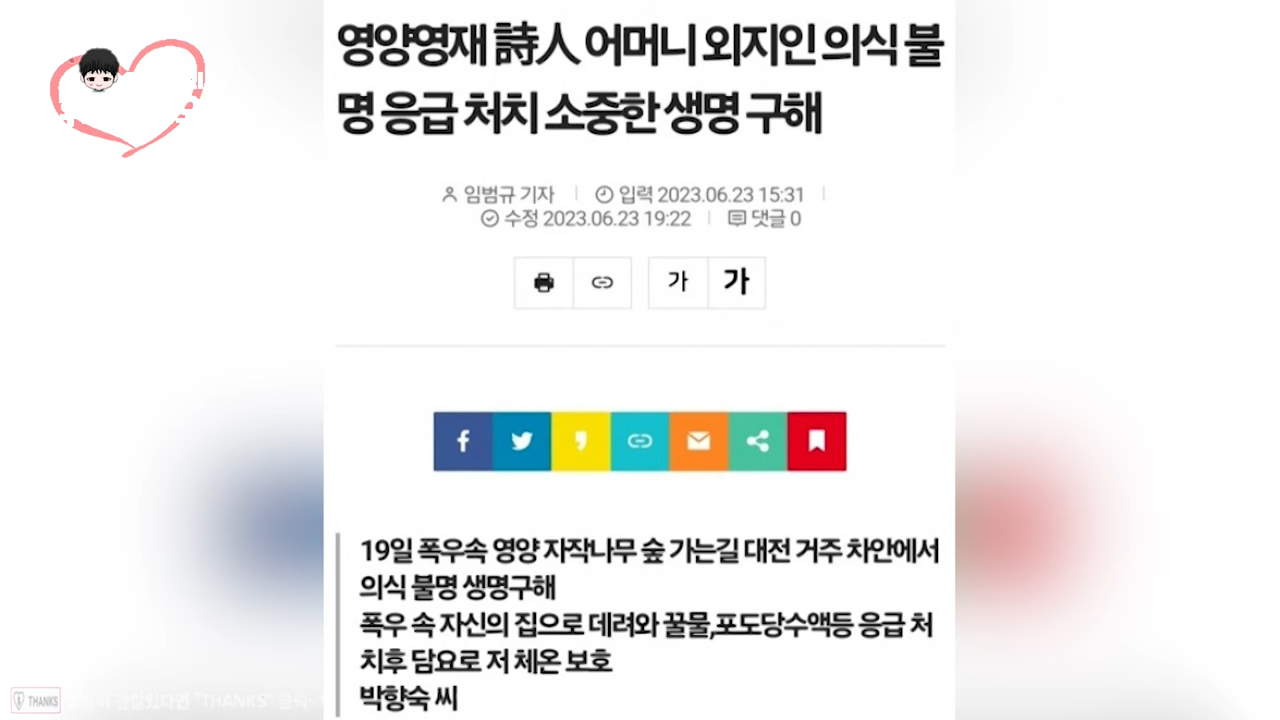 영양영재 詩人 어머니 외지인 의식 불
명 응급 처치 소중한 생명 구해
임범규 기자 입력 2023.06.23 15:31
수정 2023.06.23 19:22 댓글 0
가 가
19일 폭우속 영양 자작나무 숲 가는길 대전 거주 차안에서
의식 불명 생명구해
폭우 속 자신의 집으로 데려와 꿀물,포도당수액등 응급 처
치후 담요로 저 체온 보호
박향숙 씨
THANKS "THANKS"